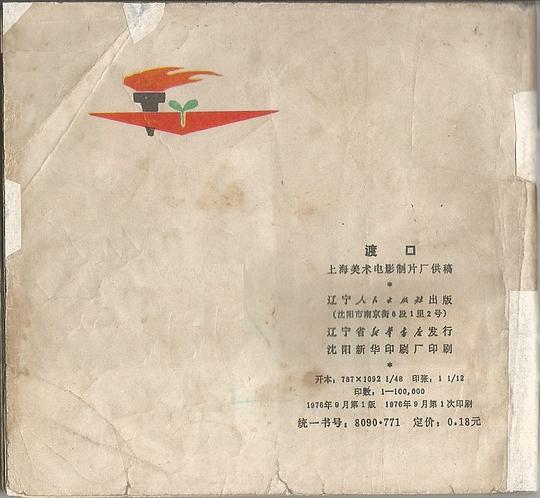 渡 口
上海美术电影制片厂供稿
*
辽宁人民出版社出版
(沈阳市南京街6段1里2号)
辽宁省新华书店发行
沈阳新华印刷厂印刷
*
开本：787×1092 1/48 印张：1 1/12
印数：1—100,000
1976年9月第1版 1976年9月第1次印刷
统一书号：8090·771 定价：0.18元